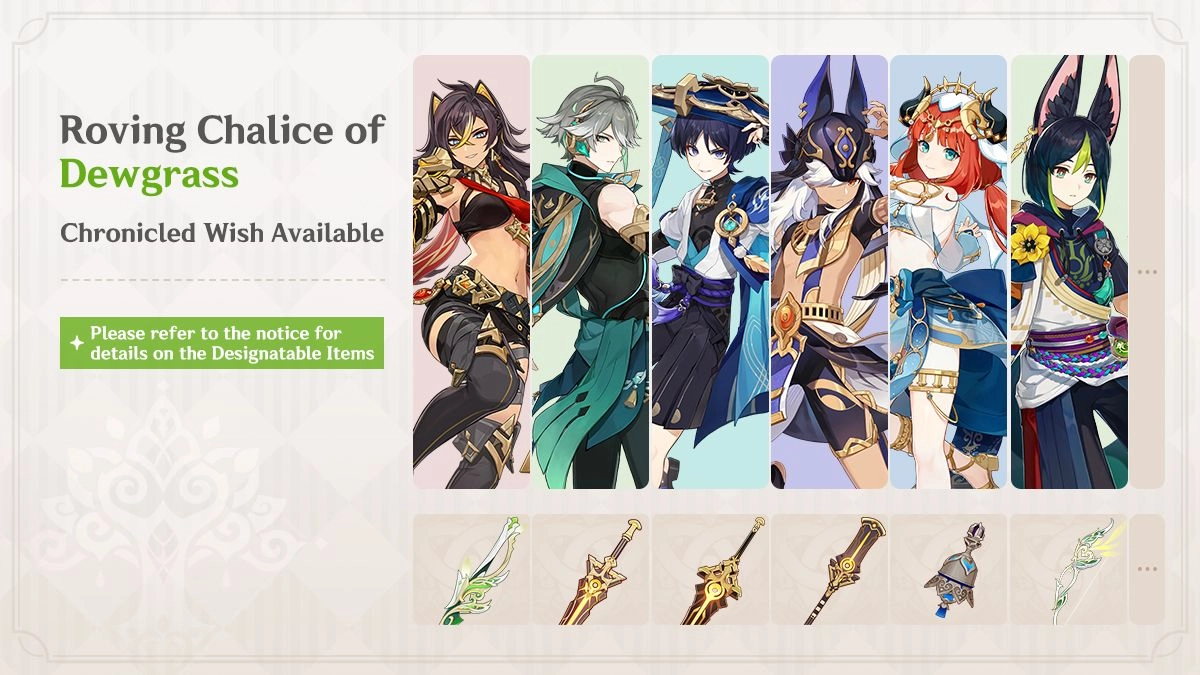 Roving Chalice of
Dewgrass
Chronicled Wish Available
Please refer to the notice for
details on the Designatable Items